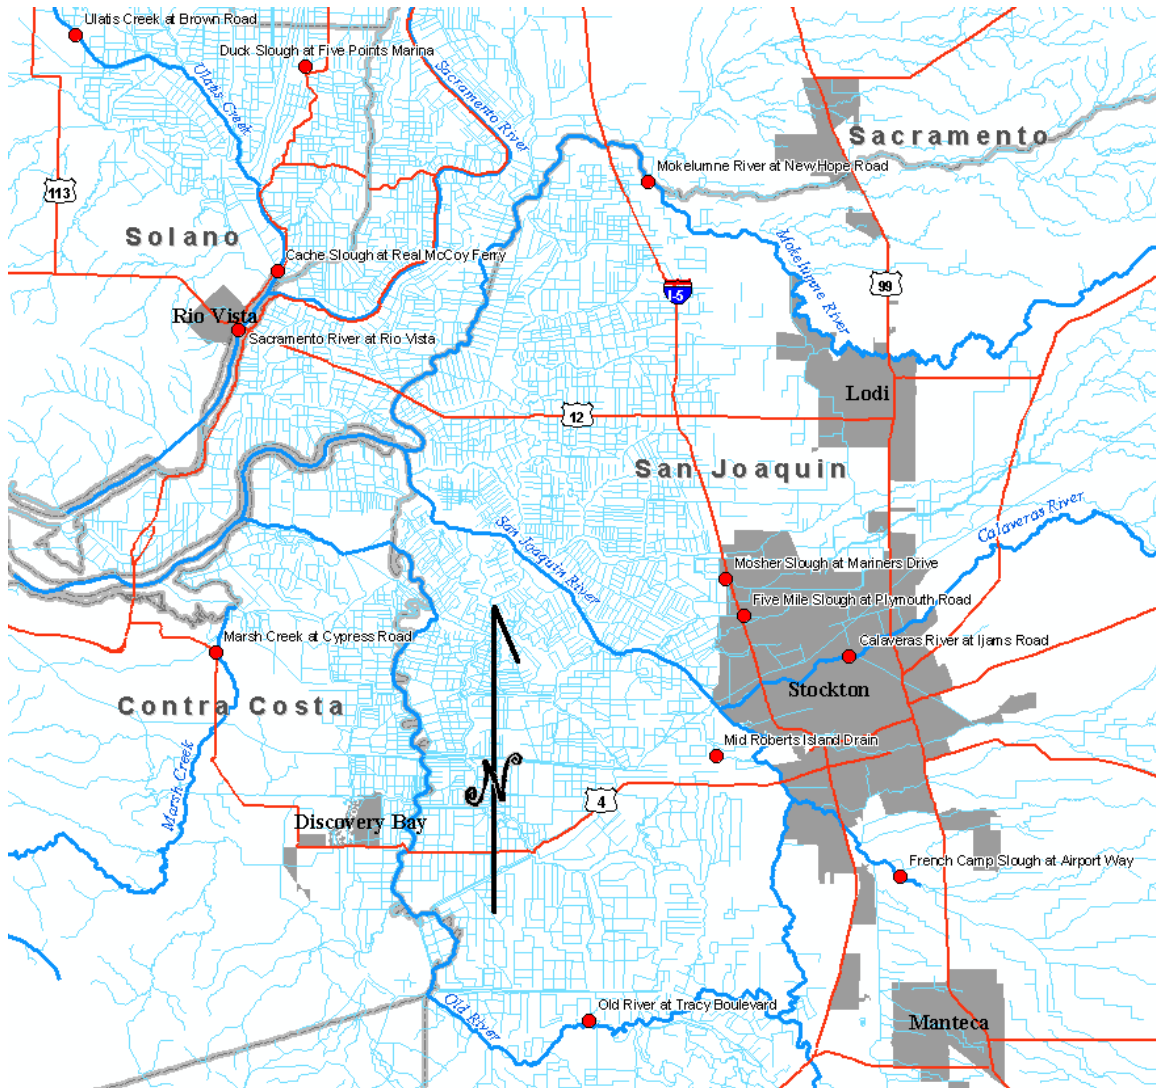 Ulatis Creek at Brown Road
Duck Slough at Five Points Marina
Ulatis Creek
Sacramento River
Sacramento
Mokelumne River at New Hope Road
113
Solano
Mokelumne River
Cache Slough at Real McCoy Ferry
99
I-5
Rio Vista
Sacramento River at Rio Vista
Lodi
12
San Joaquin
Calaveras River
San Joaquin River
Mosher Slough at Mariners Drive
Five Mile Slough at Plymouth Road
Marsh Creek at Cypress Road
Calaveras River at Ijams Road
Stockton
Contra Costa
Mid Roberts Island Drain
N
Marsh Creek
4
Discovery Bay
French Camp Slough at Airport Way
Old River
Old River at Tracy Boulevard
Manteca